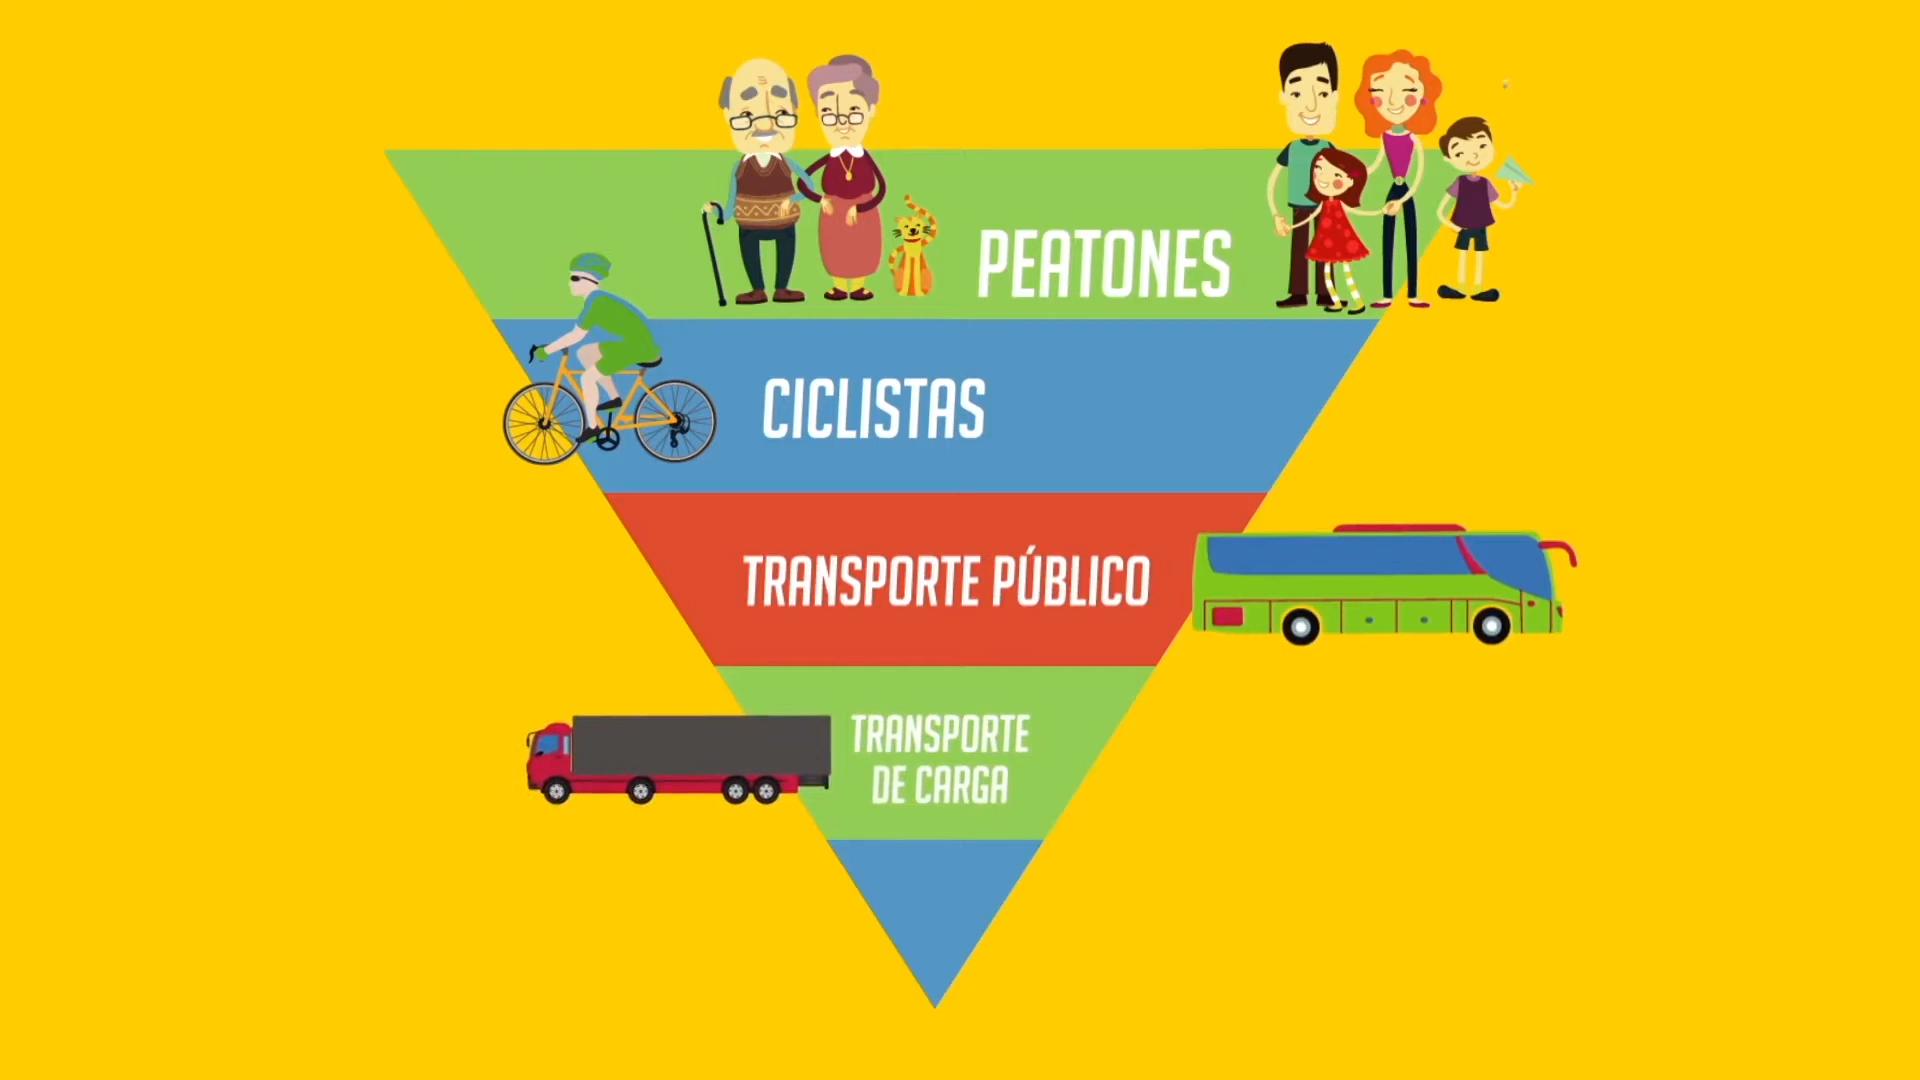 PEATONES
CICLISTAS
TRANSPORTE PÚBLICO
TRANSPORTE
DE CARGA